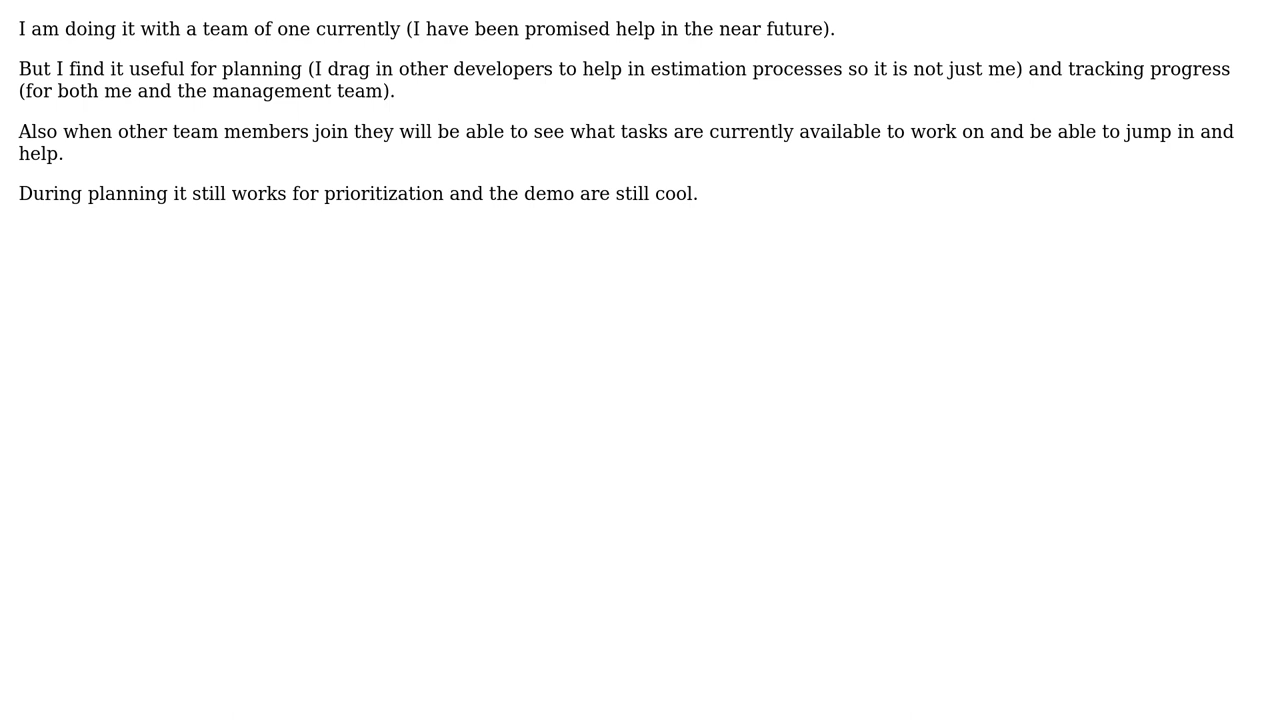 I am doing it with a team of one currently (I have been promised help in the near future).
But I find it useful for planning (I drag in other developers to help in estimation processes so it is not just me) and tracking progress
(for both me and the management team).
Also when other team members join they will be able to see what tasks are currently available to work on and be able to jump in and
help.
During planning it still works for prioritization and the demo are still cool.